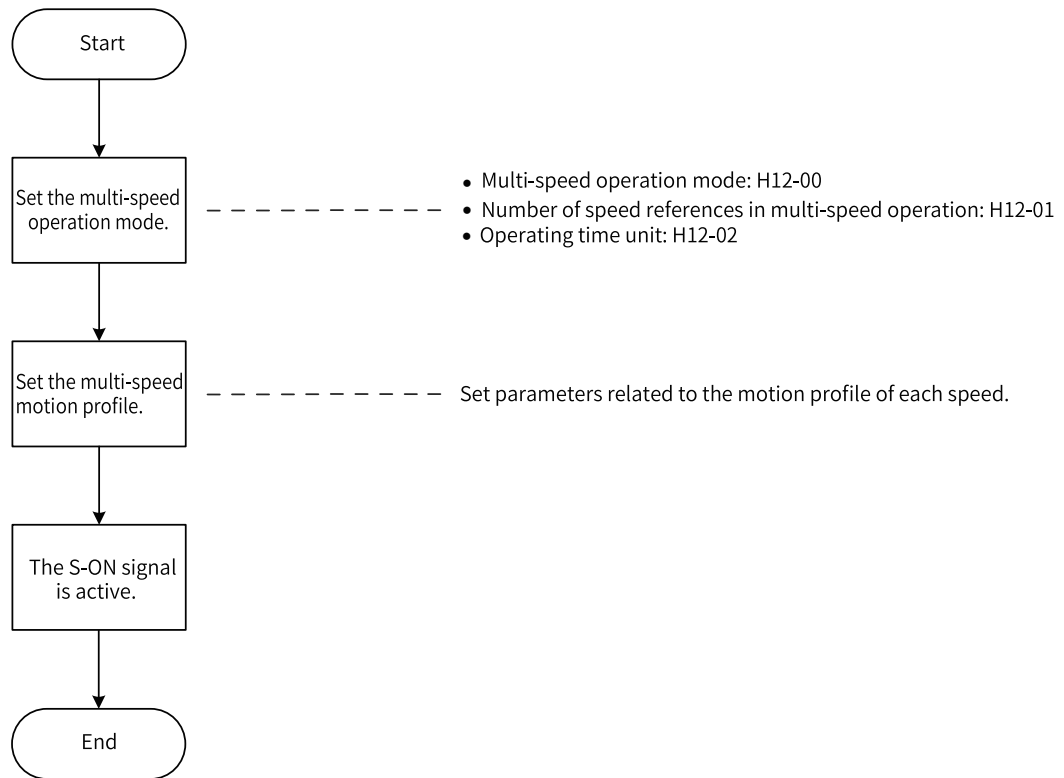 Start
Set the multi-speed
operation mode.
• Multi-speed operation mode: H12-00
• Number of speed references in multi-speed operation: H12-01
• Operating time unit: H12-02
Set the multi-speed
motion profile.
Set parameters related to the motion profile of each speed.
The S-ON signal
is active.
End